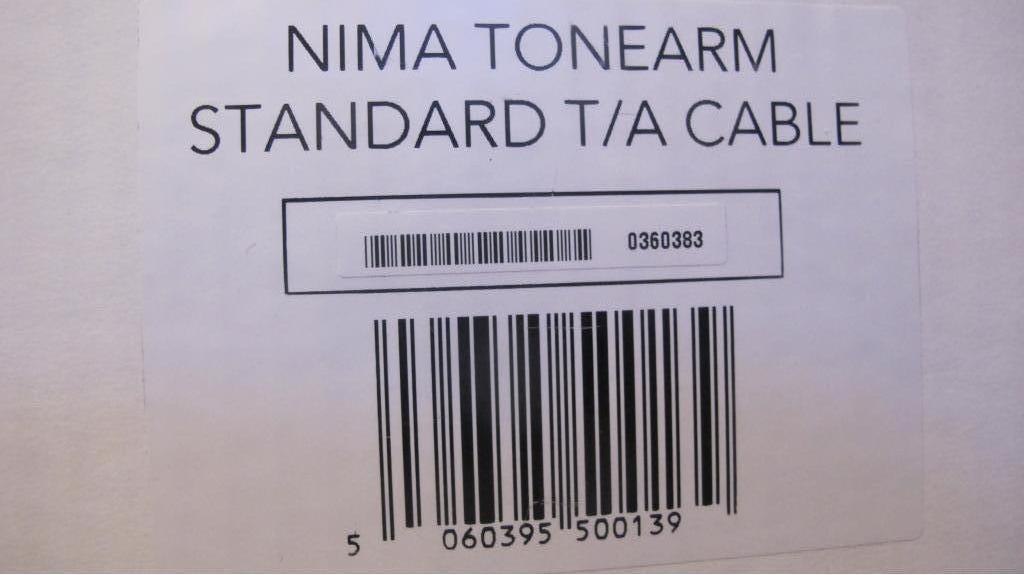 NIMA TONEARM
STANDARD T/A CABLE
0360383
5 060395 500139